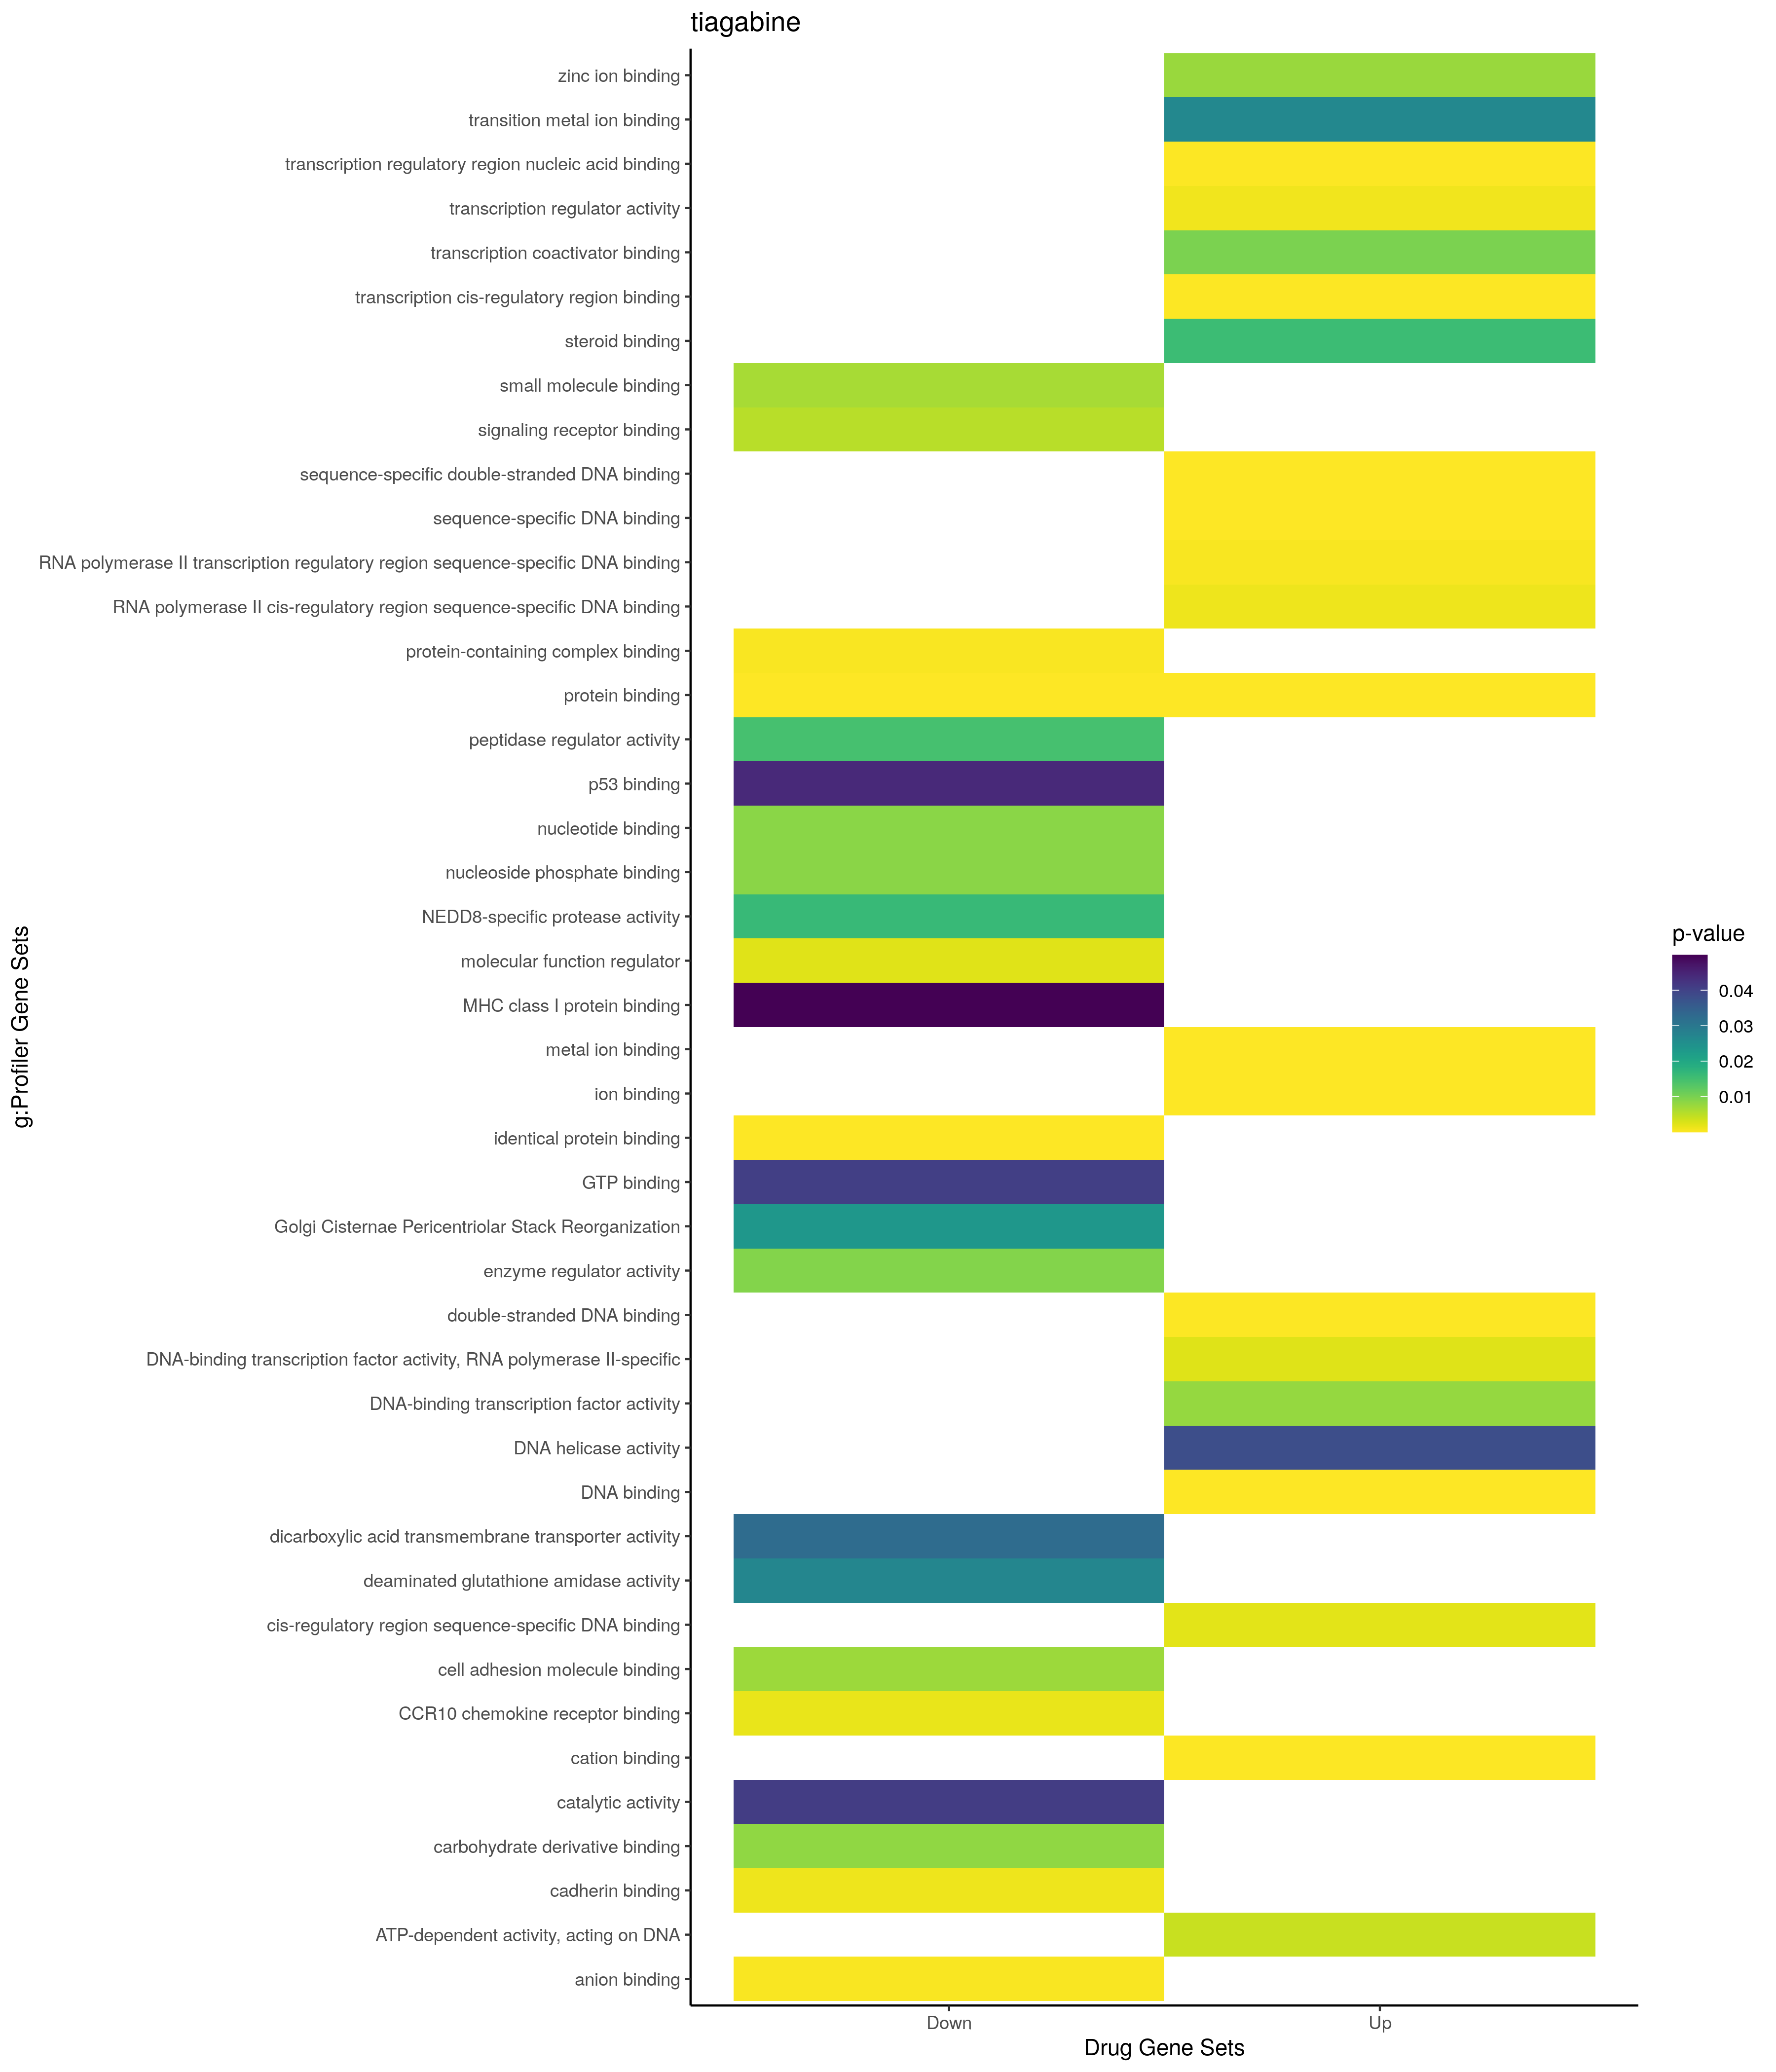 tiagabine
zinc ion binding
transition metal ion binding
transcription regulatory region nucleic acid binding
transcription regulator activity
transcription coactivator binding
transcription cis-regulatory region binding
steroid binding
small molecule binding
signaling receptor binding
sequence-specific double-stranded DNA binding
sequence-specific DNA binding
RNA polymerase II transcription regulatory region sequence-specific DNA binding
RNA polymerase II cis-regulatory region sequence-specific DNA binding
protein-containing complex binding
protein binding
peptidase regulator activity
p53 binding
nucleotide binding
nucleoside phosphate binding
NEDD8-specific protease activity
molecular function regulator
MHC class I protein binding
metal ion binding
ion binding
identical protein binding
GTP binding
Golgi Cisternae Pericentriolar Stack Reorganization
enzyme regulator activity
double-stranded DNA binding
DNA-binding transcription factor activity, RNA polymerase II-specific
DNA-binding transcription factor activity
DNA helicase activity
DNA binding
dicarboxylic acid transmembrane transporter activity
deaminated glutathione amidase activity
cis-regulatory region sequence-specific DNA binding
cell adhesion molecule binding
CCR10 chemokine receptor binding
cation binding
catalytic activity
carbohydrate derivative binding
cadherin binding
ATP-dependent activity, acting on DNA
anion binding
g:Profiler Gene Sets
Down
Up
Drug Gene Sets
p-value
0.04
0.03
0.02
0.01